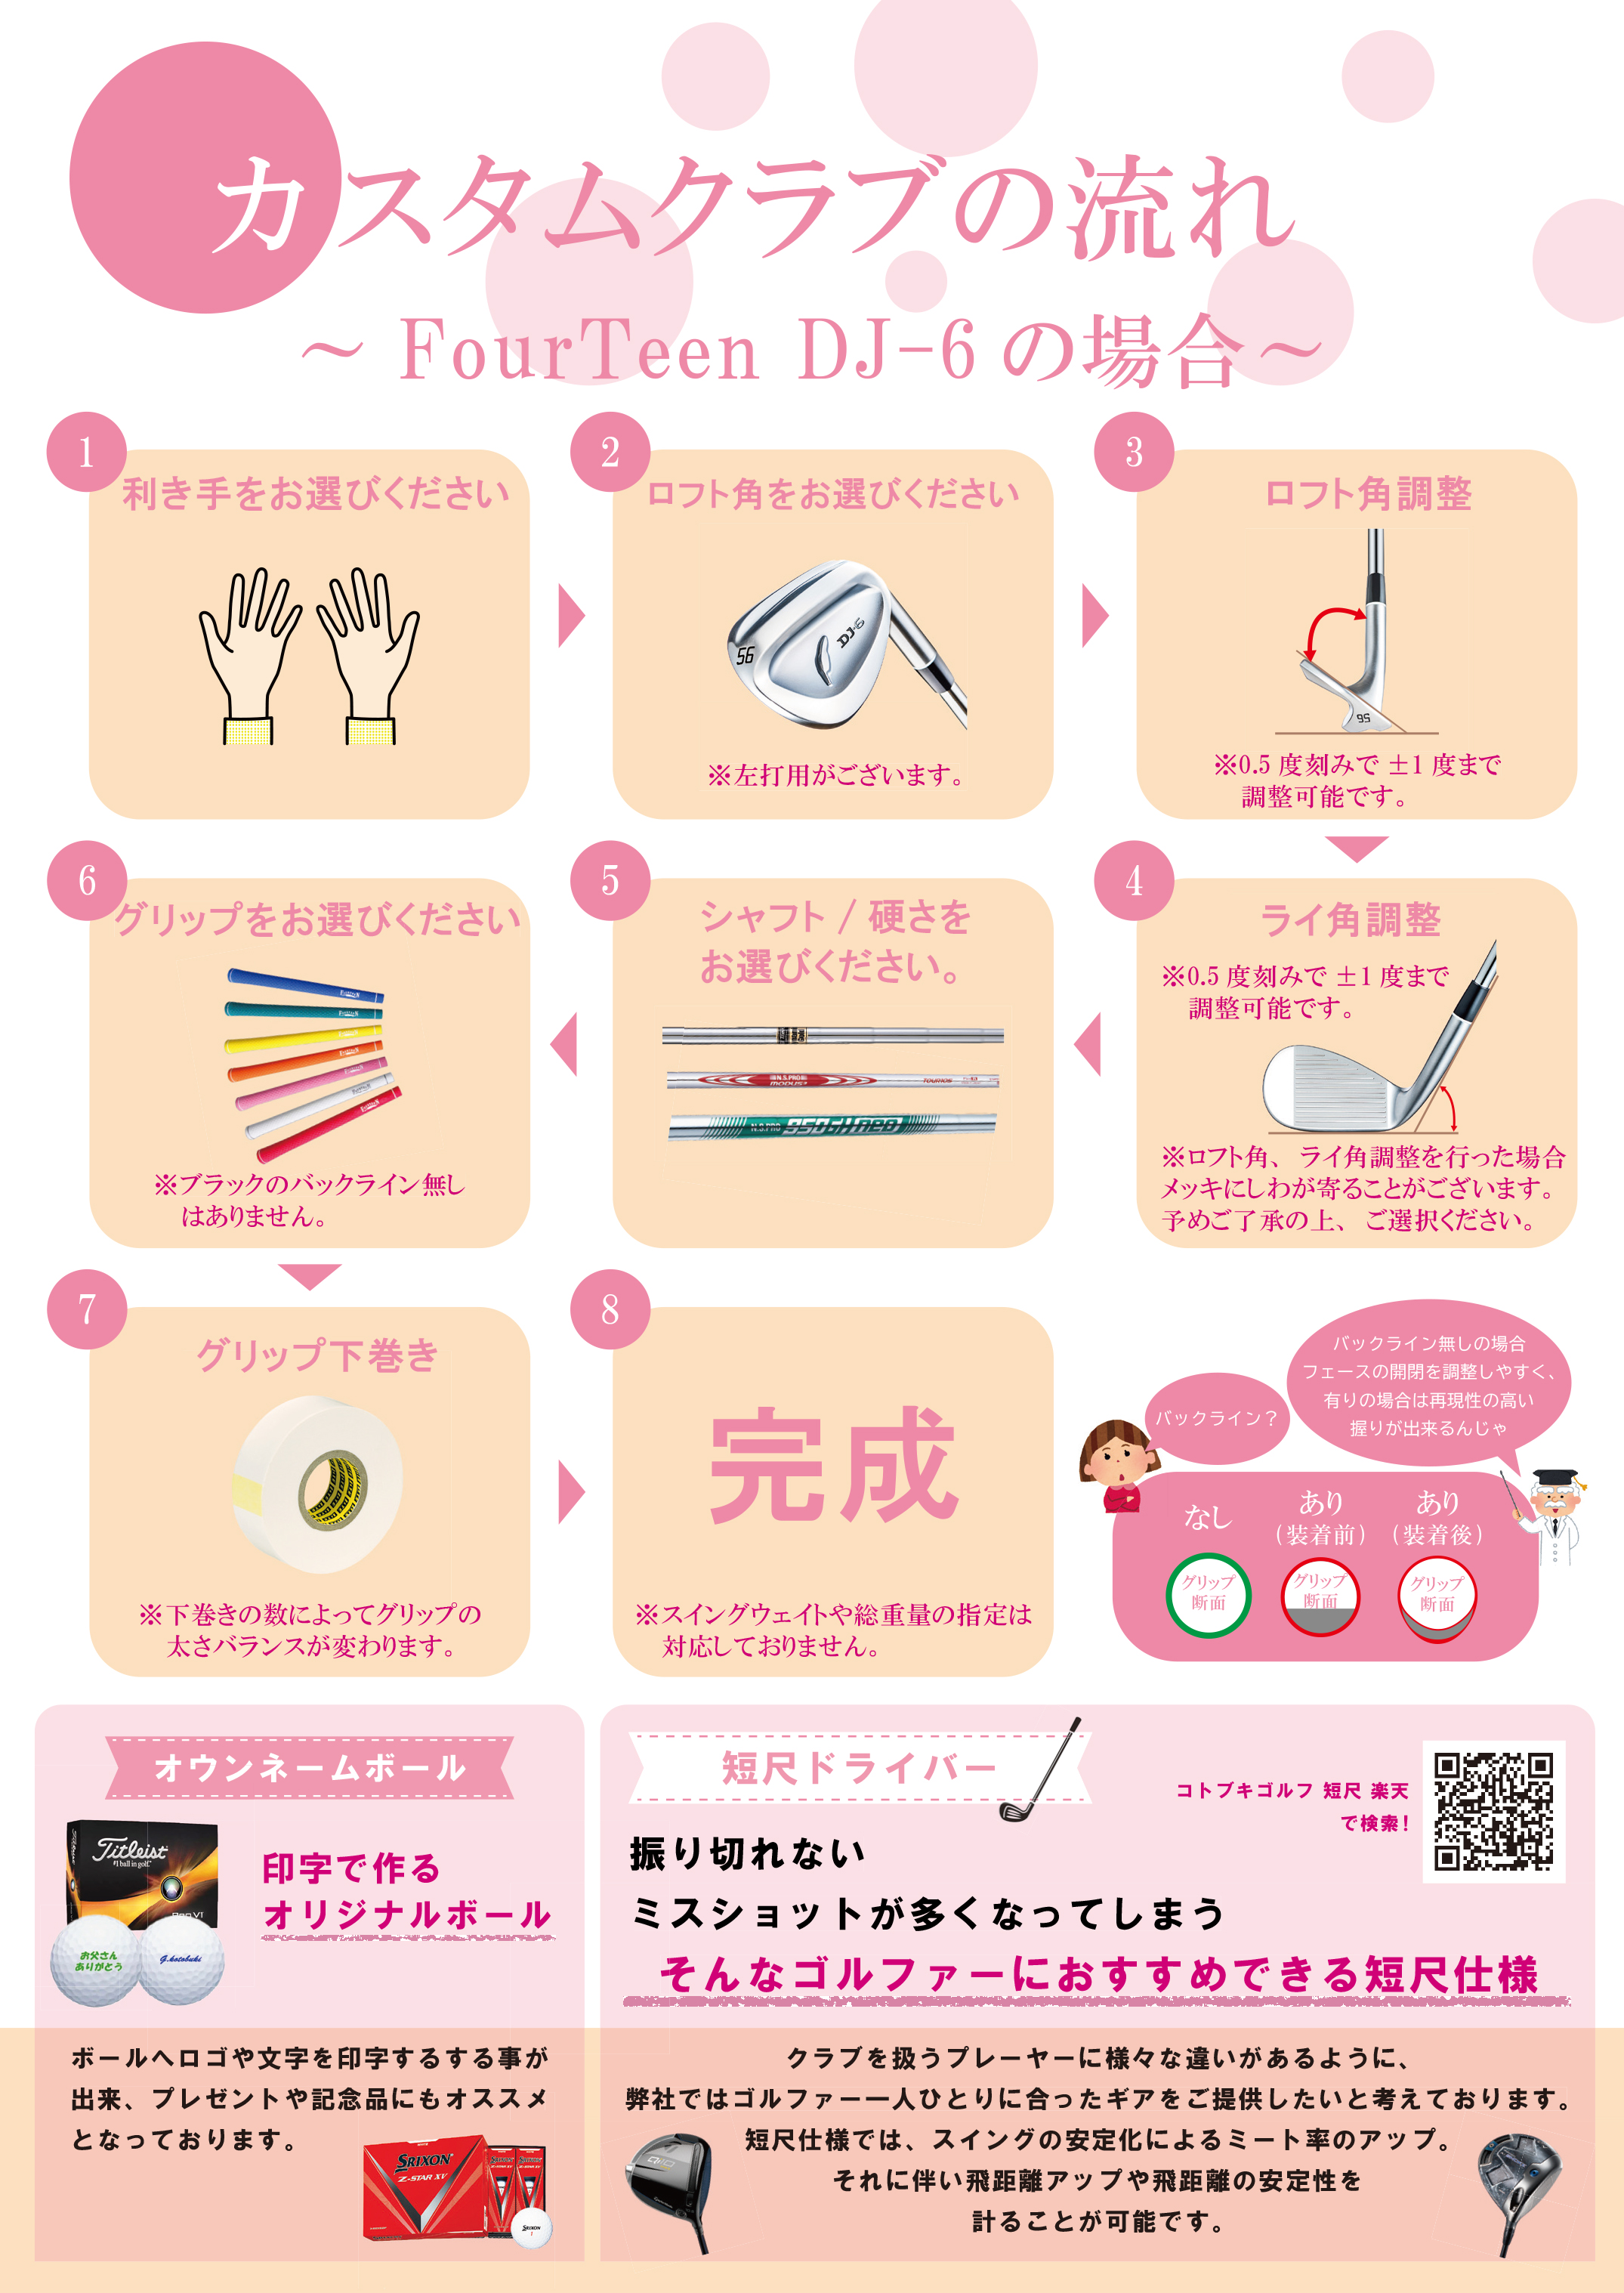 カスタムクラブの流れ
～ FourTeen DJ-6 の場合～
1
利き手をお選びください
2
ロフト角をお選びください
DJ-6
56
※左打用がございます。
3
ロフト角調整
56
※0.5 度刻みで ±1 度まで
調整可能です。
4
ライ角調整
※0.5 度刻みで ±1 度まで
調整可能です。
※ロフト角、 ライ角調整を行った場合
メッキにしわが寄ることがございます。
予めご了承の上、 ご選択ください。
5
シャフト / 硬さを
お選びください。
N.S.PRO
MODUS³
TOUR105
N.S.PRO 950GH neo
6
グリップをお選びください
※ブラックのバックライン無し
はありません。
7
グリップ下巻き
※下巻きの数によってグリップの
太さバランスが変わります。
8
完成
※スイングウェイトや総重量の指定は
対応しておりません。
バックライン？
バックライン無しの場合
フェースの開閉を調整しやすく、
有りの場合は再現性の高い
握りが出来るんじゃ
なし
あり
（装着前）
あり
（装着後）
グリップ
断面
グリップ
断面
グリップ
断面
オウンネームボール
Titleist
#1 ball in golf.
お父さん
ありがとう
G.kotobuki
印字で作る
オリジナルボール
ボールへロゴや文字を印字するする事が
出来、プレゼントや記念品にもオススメ
となっております。
SRIXON
Z-STAR XV
SRIXON
短尺ドライバー
コトブキゴルフ 短尺 楽天
で検索！
振り切れない
ミスショットが多くなってしまう
そんなゴルファーにおすすめできる短尺仕様
クラブを扱うプレーヤーに様々な違いがあるように、
弊社ではゴルファー一人ひとりに合ったギアをご提供したいと考えております。
短尺仕様では、スイングの安定化によるミート率のアップ。
それに伴い飛距離アップや飛距離の安定性を
計ることが可能です。